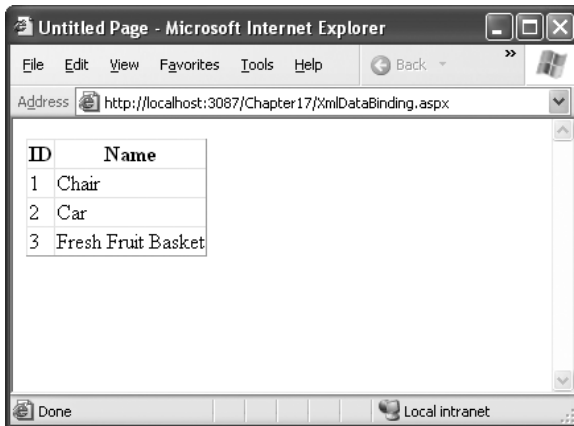 Untitled Page - Microsoft Internet Explorer
File Edit View Favorites Tools Help Back »
Address http://localhost:3087/Chapter17/XmlDataBinding.aspx
ID Name
1 Chair
2 Car
3 Fresh Fruit Basket
Done Local intranet